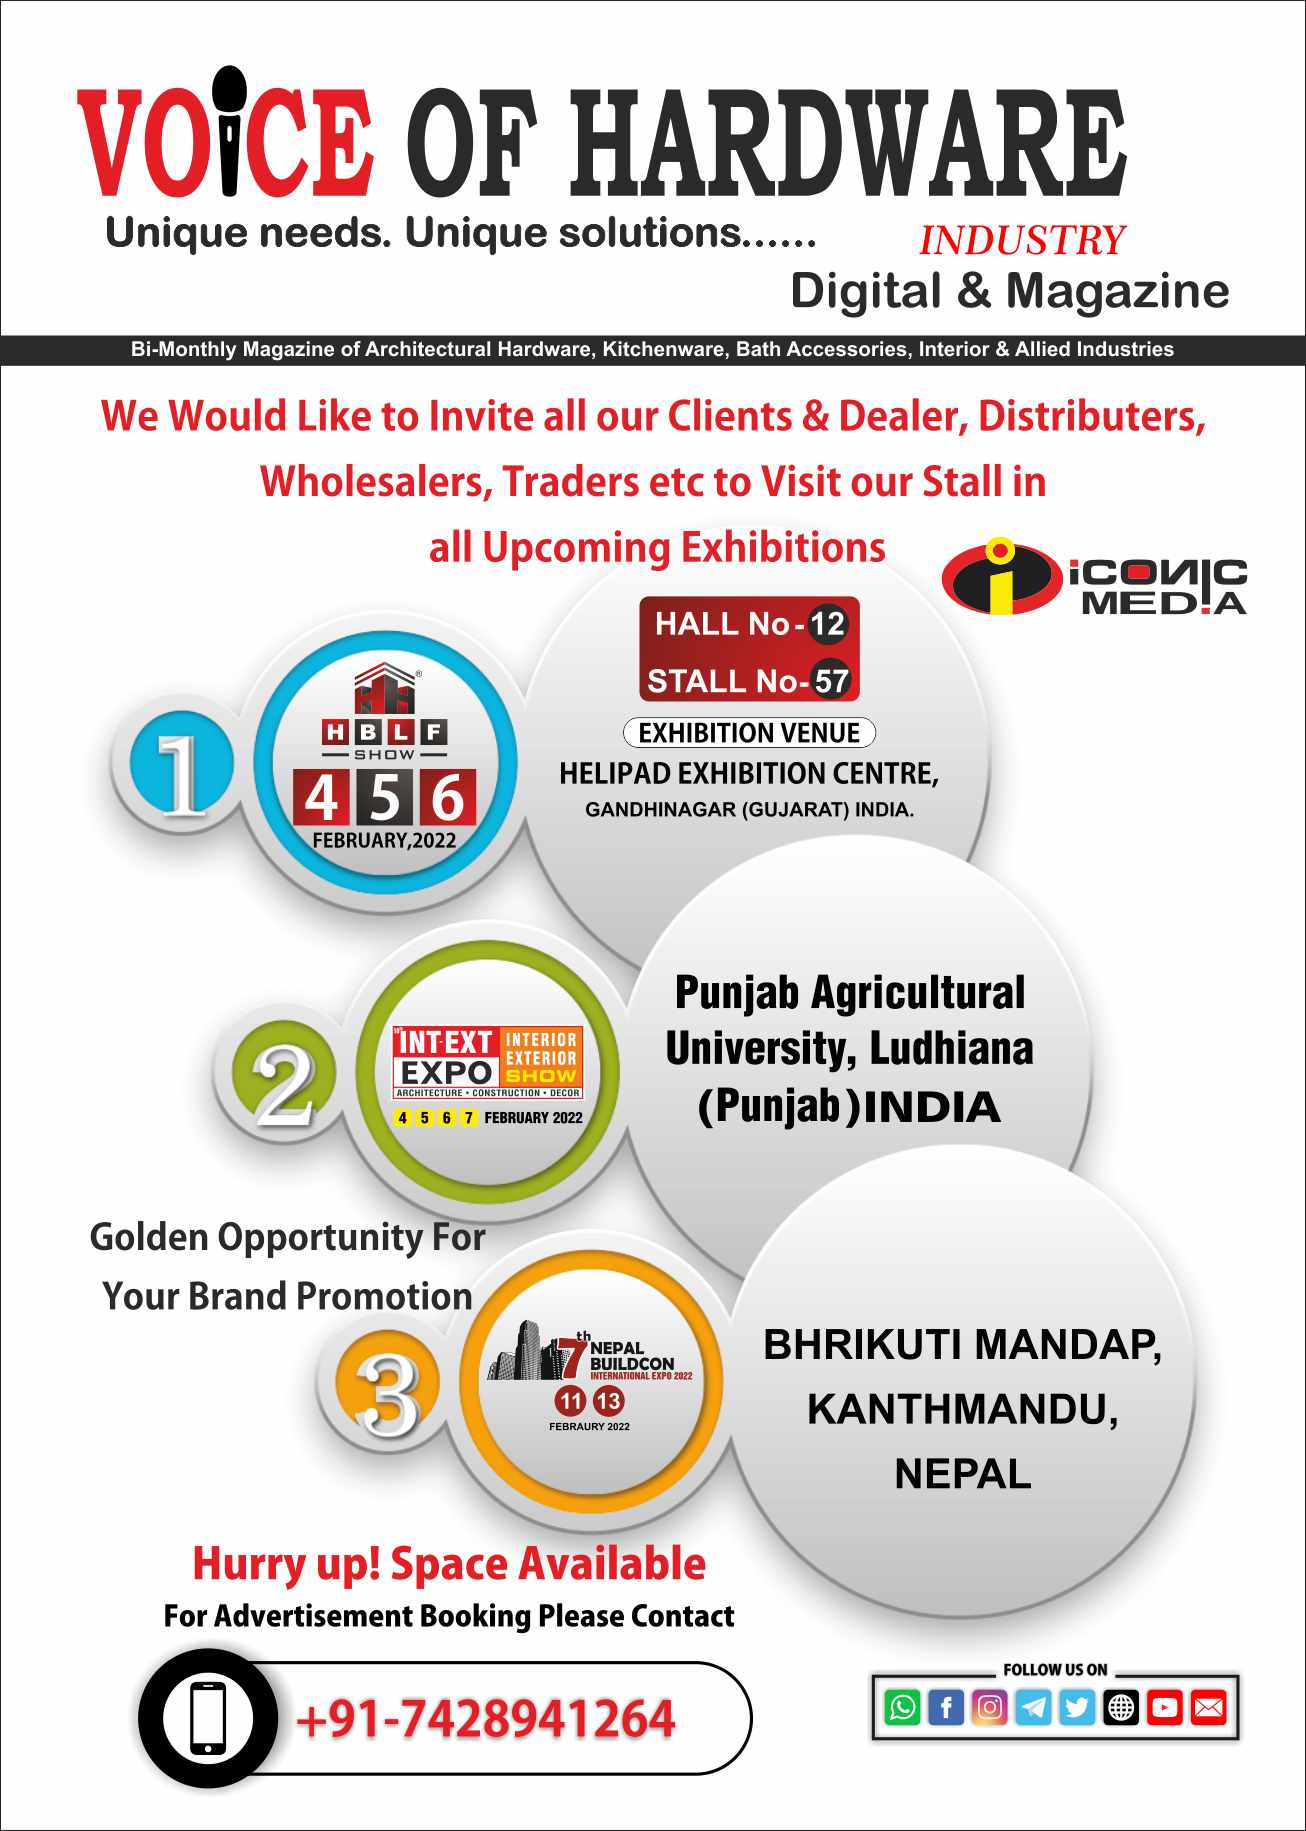 VOiCE OF HARDWARE
Unique needs. Unique solutions......
INDUSTRY
Digital & Magazine
Bi-Monthly Magazine of Architectural Hardware, Kitchenware, Bath Accessories, Interior & Allied Industries
We Would Like to Invite all our Clients & Dealer, Distributers,
Wholesalers, Traders etc to Visit our Stall in
all Upcoming Exhibitions
iCONIC
MEDIA
1
HH®
HBLF
SHOW
4 5 6
FEBRUARY,2022
HALL No - 12
STALL No- 57
EXHIBITION VENUE
HELIPAD EXHIBITION CENTRE,
GANDHINAGAR (GUJARAT) INDIA.
2
10th INT-EXT
EXPO
INTERIOR
EXTERIOR
SHOW
ARCHITECTURE • CONSTRUCTION • DECOR
4 5 6 7 FEBRUARY 2022
Punjab Agricultural
University, Ludhiana
(Punjab)INDIA
Golden Opportunity For
Your Brand Promotion
3
7th NEPAL
BUILDCON
INTERNATIONAL EXPO 2022
11 13
FEBRAURY 2022
BHRIKUTI MANDAP,
KANTHMANDU,
NEPAL
Hurry up! Space Available
For Advertisement Booking Please Contact
+91-7428941264
FOLLOW US ON